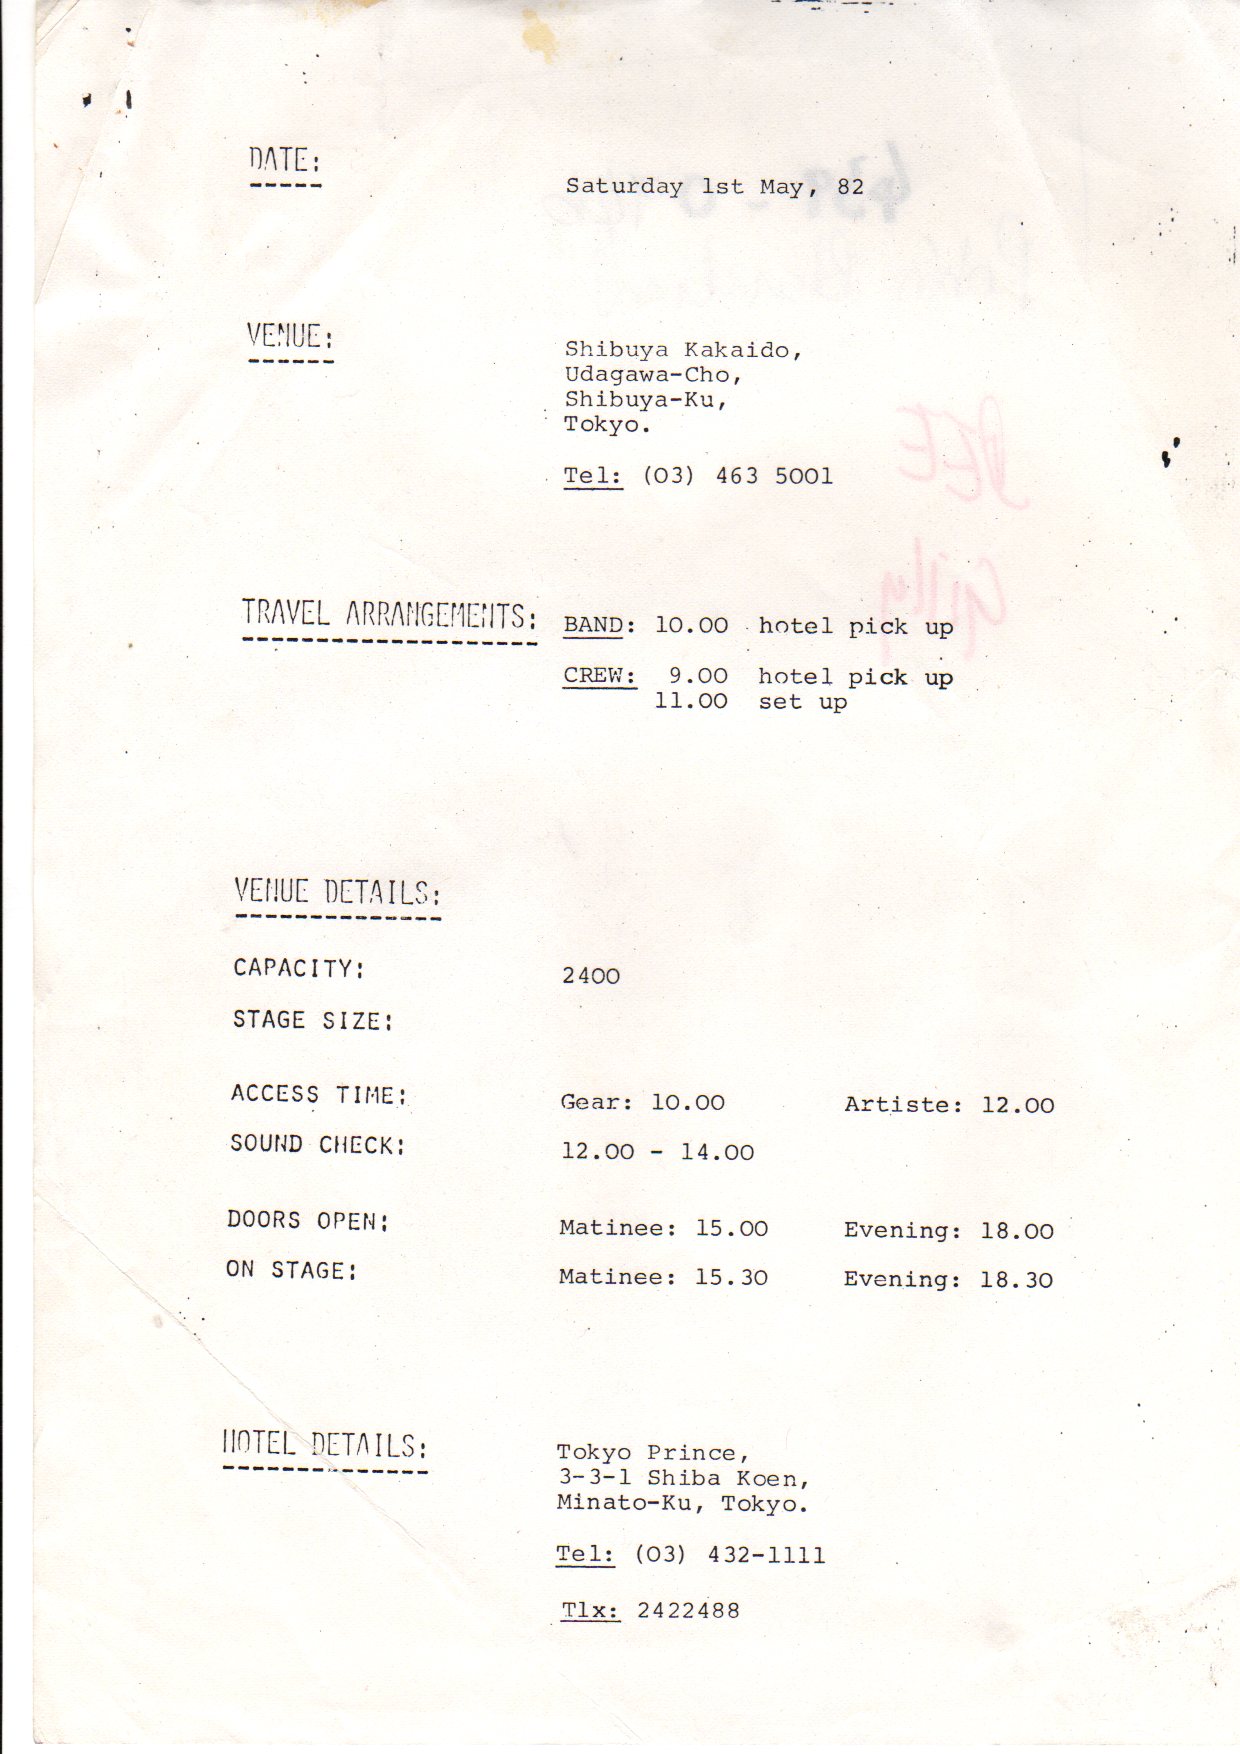 DATE:
Saturday 1st May, 82
VENUE:
Shibuya Kakaido,
Udagawa-Cho,
Shibuya-Ku,
Tokyo.
Tel: (03) 463 5001
TRAVEL ARRANGEMENTS: BAND: 10.00 hotel pick up
CREW: 9.00 hotel pick up
11.00 set up
VENUE DETAILS:
CAPACITY: 2400
STAGE SIZE:
ACCESS TIME: Gear: 10.00 Artiste: 12.00
SOUND CHECK: 12.00 - 14.00
DOORS OPEN: Matinee: 15.00 Evening: 18.00
ON STAGE: Matinee: 15.30 Evening: 18.30
HOTEL DETAILS:
Tokyo Prince,
3-3-1 Shiba Koen,
Minato-Ku, Tokyo.
Tel: (03) 432-1111
Tlx: 2422488